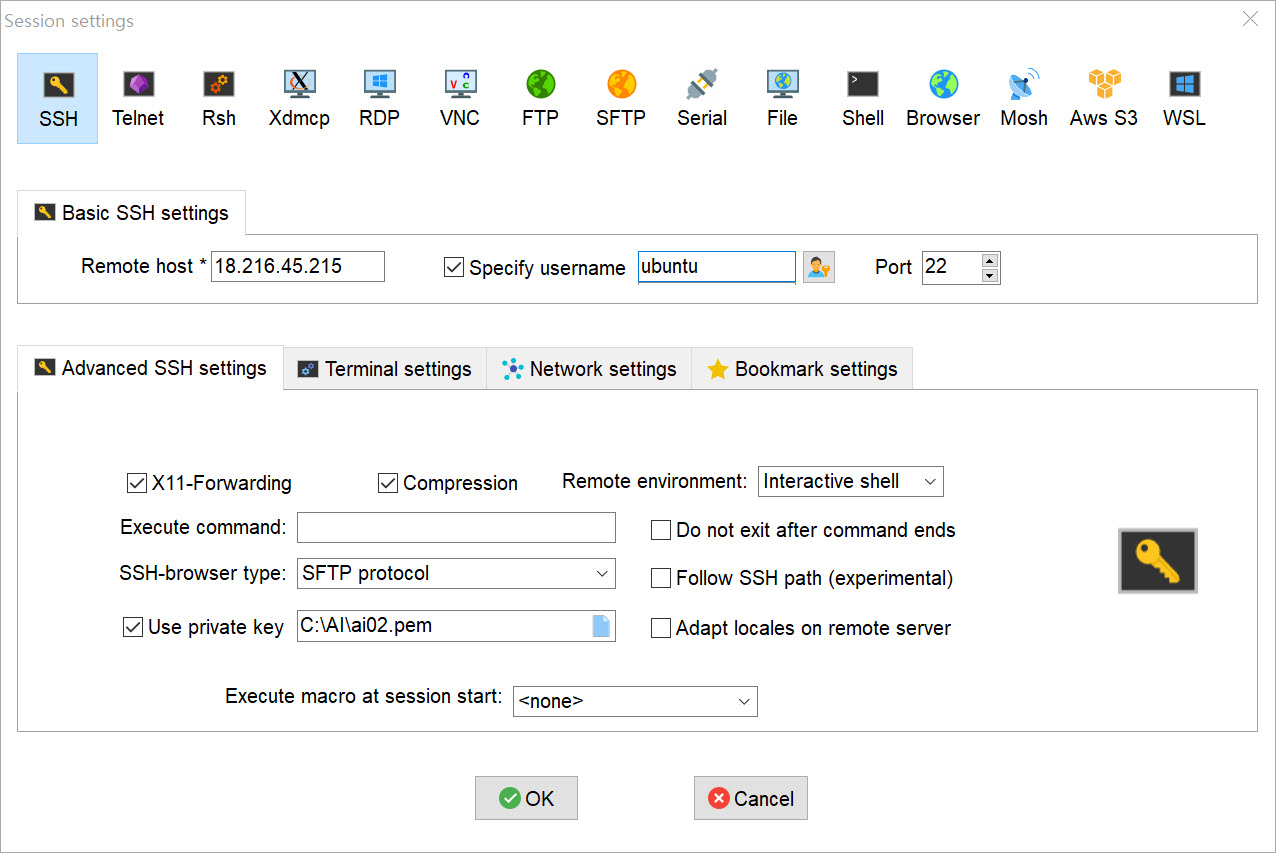 Session settings
SSH Telnet Rsh Xdmcp RDP VNC FTP SFTP Serial File Shell Browser Mosh Aws S3 WSL
Basic SSH settings
Remote host * 18.216.45.215 Specify username ubuntu Port 22
Advanced SSH settings Terminal settings Network settings Bookmark settings
X11-Forwarding Compression Remote environment: Interactive shell
Execute command: Do not exit after command ends
SSH-browser type: SFTP protocol Follow SSH path (experimental)
Use private key C:\AI\ai02.pem Adapt locales on remote server
Execute macro at session start: <none>
OK Cancel